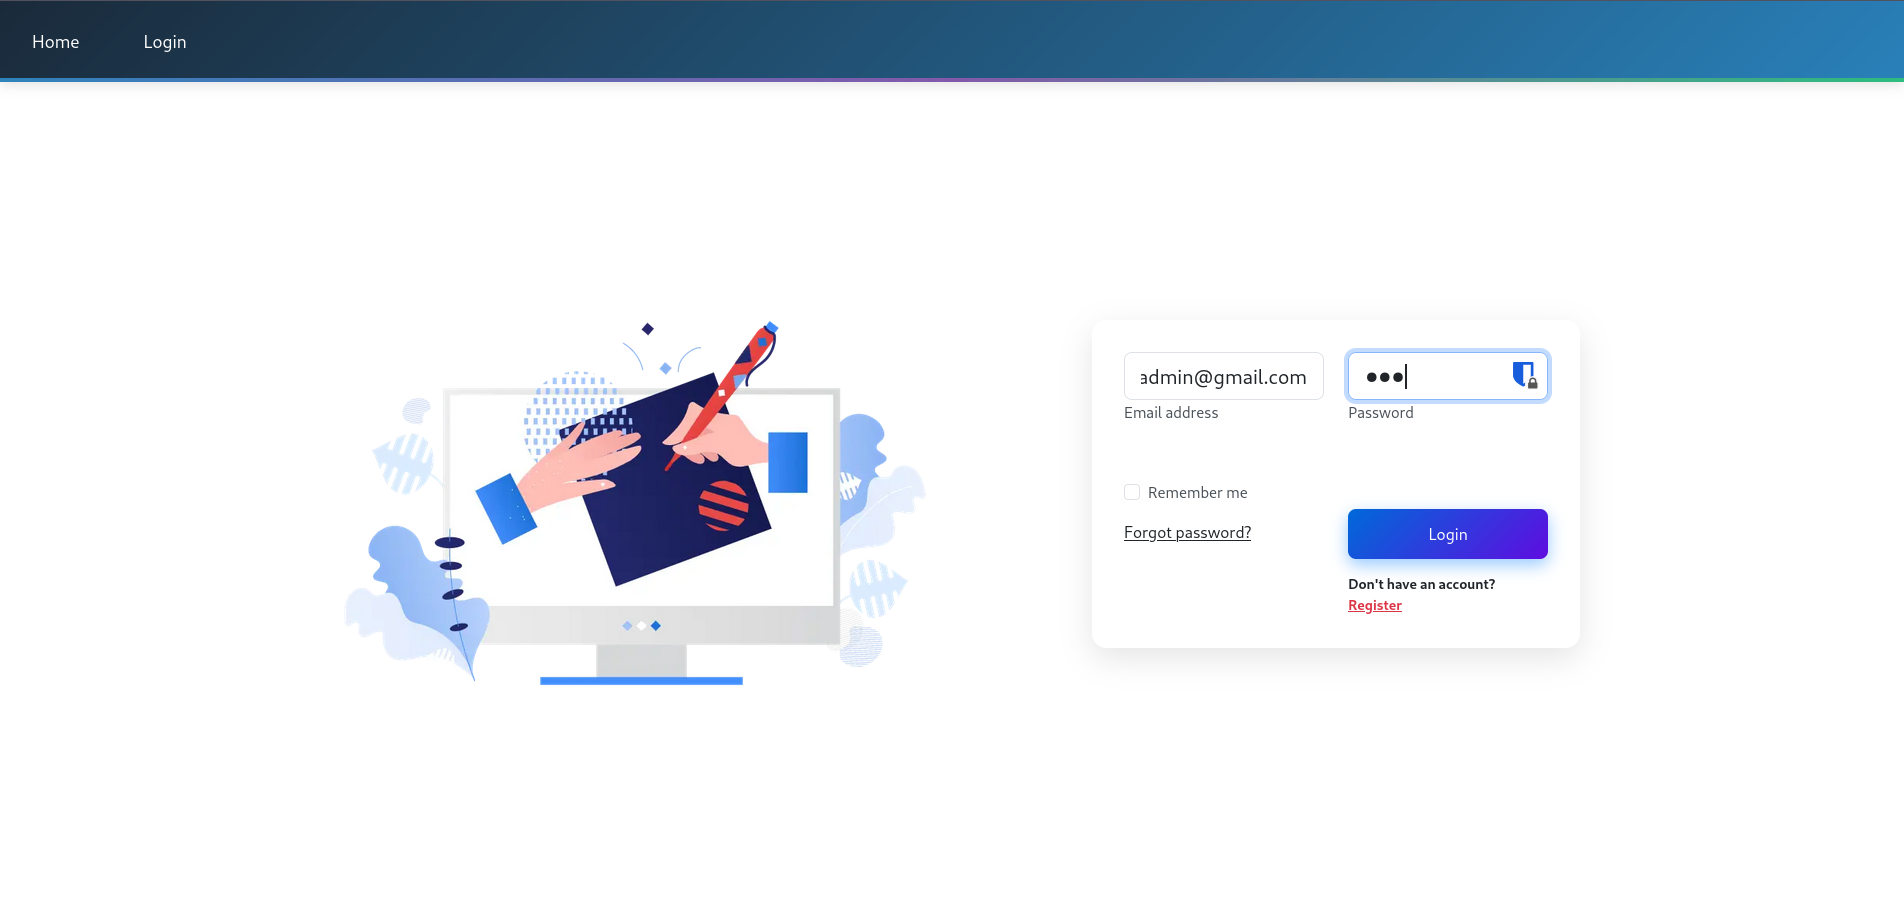 Home Login
admin@gmail.com
Email address
Password
Remember me
Forgot password?
Login
Don't have an account?
Register